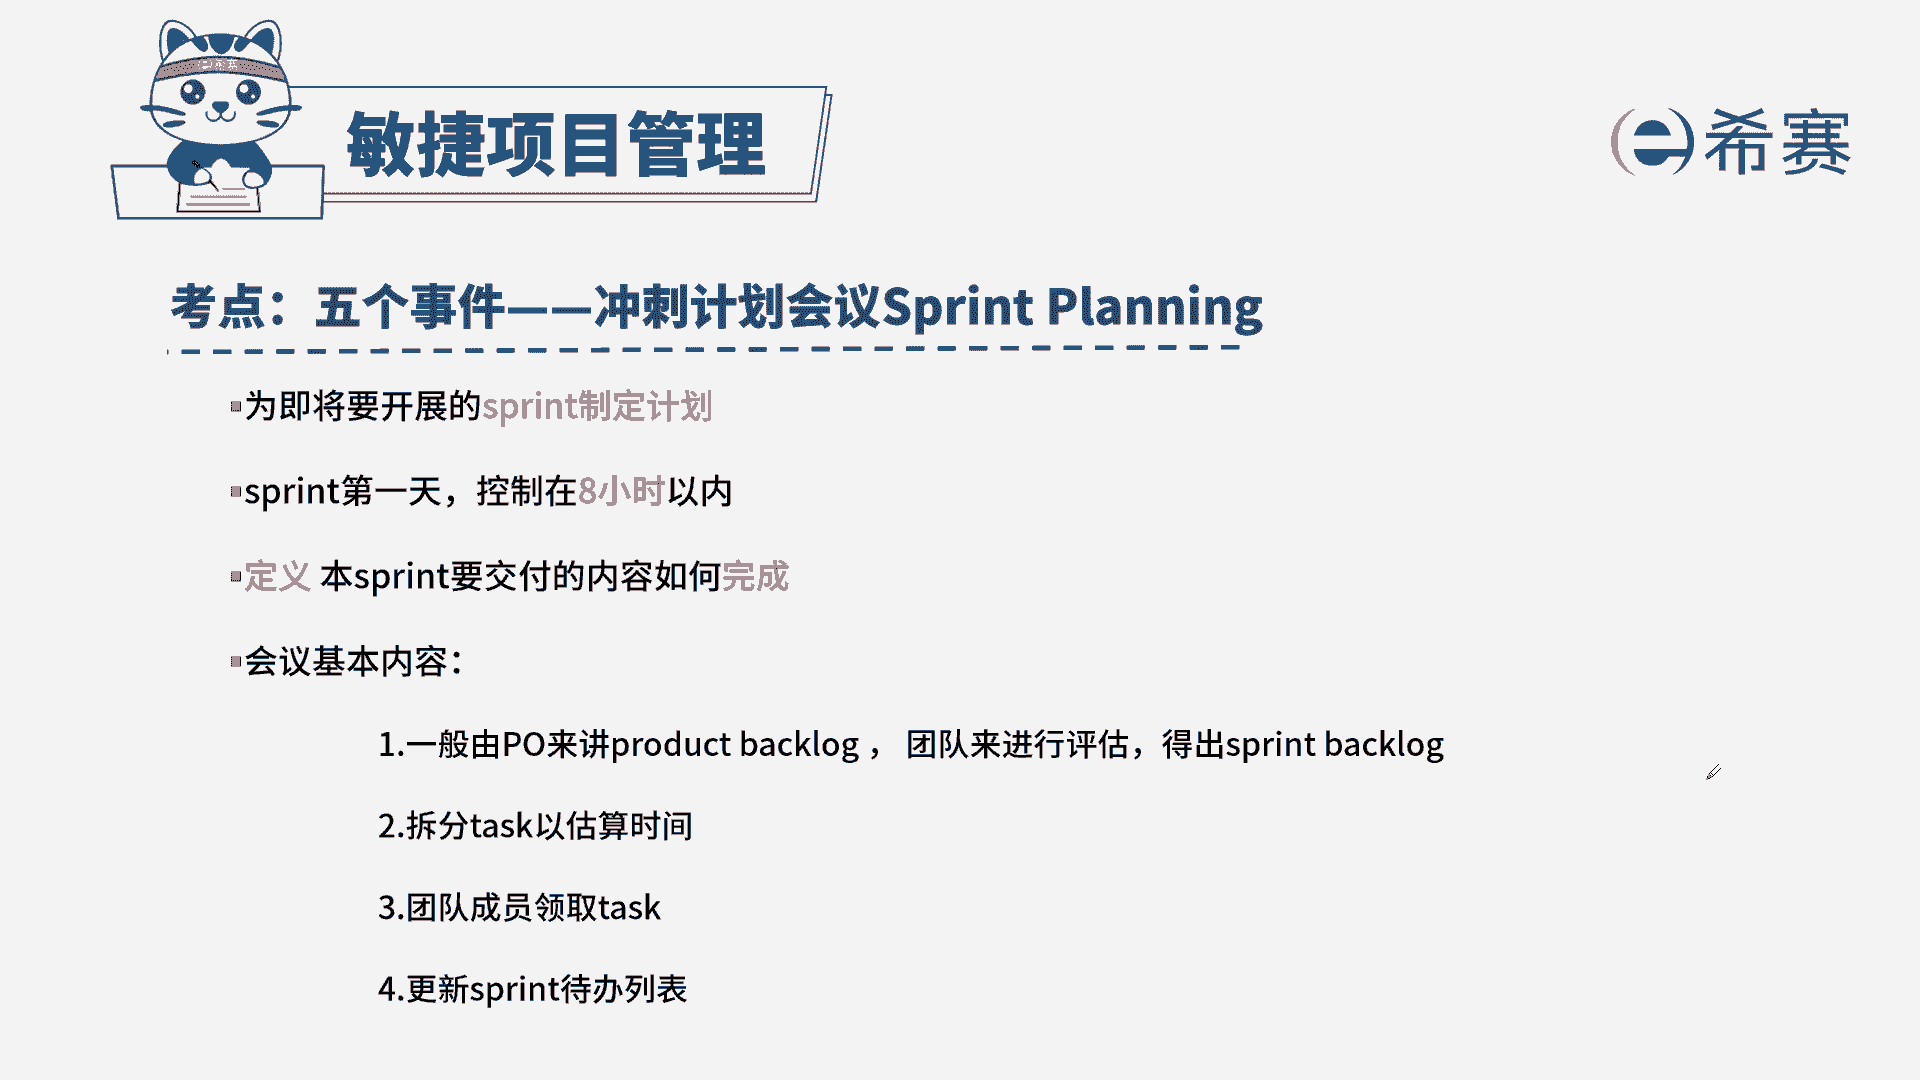 敏捷项目管理
希赛
考点：五个事件——冲刺计划会议Sprint Planning
为即将要开展的sprint制定计划
sprint第一天，控制在8小时以内
定义 本sprint要交付的内容如何完成
会议基本内容：
1.一般由PO来讲product backlog ， 团队来进行评估，得出sprint backlog
2.拆分task以估算时间
3.团队成员领取task
4.更新sprint待办列表